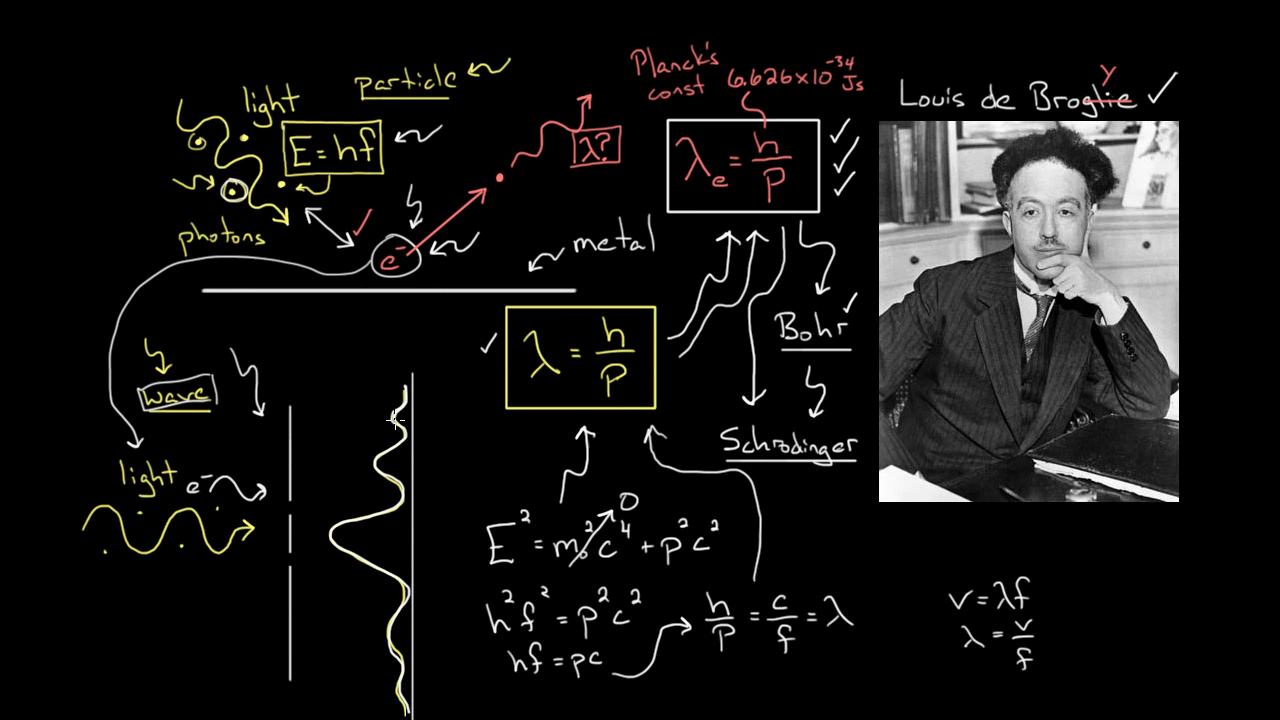 particle
light
E=hf
photons
e⁻
λ?
Planck's
const 6.626×10⁻³⁴ Js
λₑ = h/p
Louis de Broglie
y
metal
λ = h/p
Bohr
Schrodinger
wave
light e⁻
E² = m₀²c⁴ + p²c²
0
h²f² = p²c²
hf = pc
h/p = c/f = λ
v = λf
λ = v/f